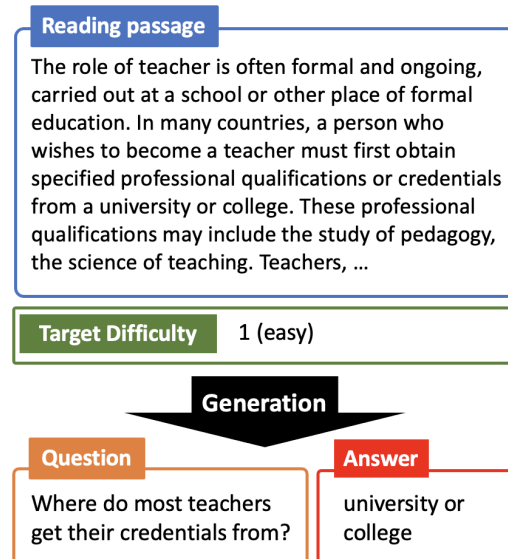 Reading passage
The role of teacher is often formal and ongoing,
carried out at a school or other place of formal
education. In many countries, a person who
wishes to become a teacher must first obtain
specified professional qualifications or credentials
from a university or college. These professional
qualifications may include the study of pedagogy,
the science of teaching. Teachers, ...
Target Difficulty 1 (easy)
Generation
Question
Where do most teachers
get their credentials from?
Answer
university or
college